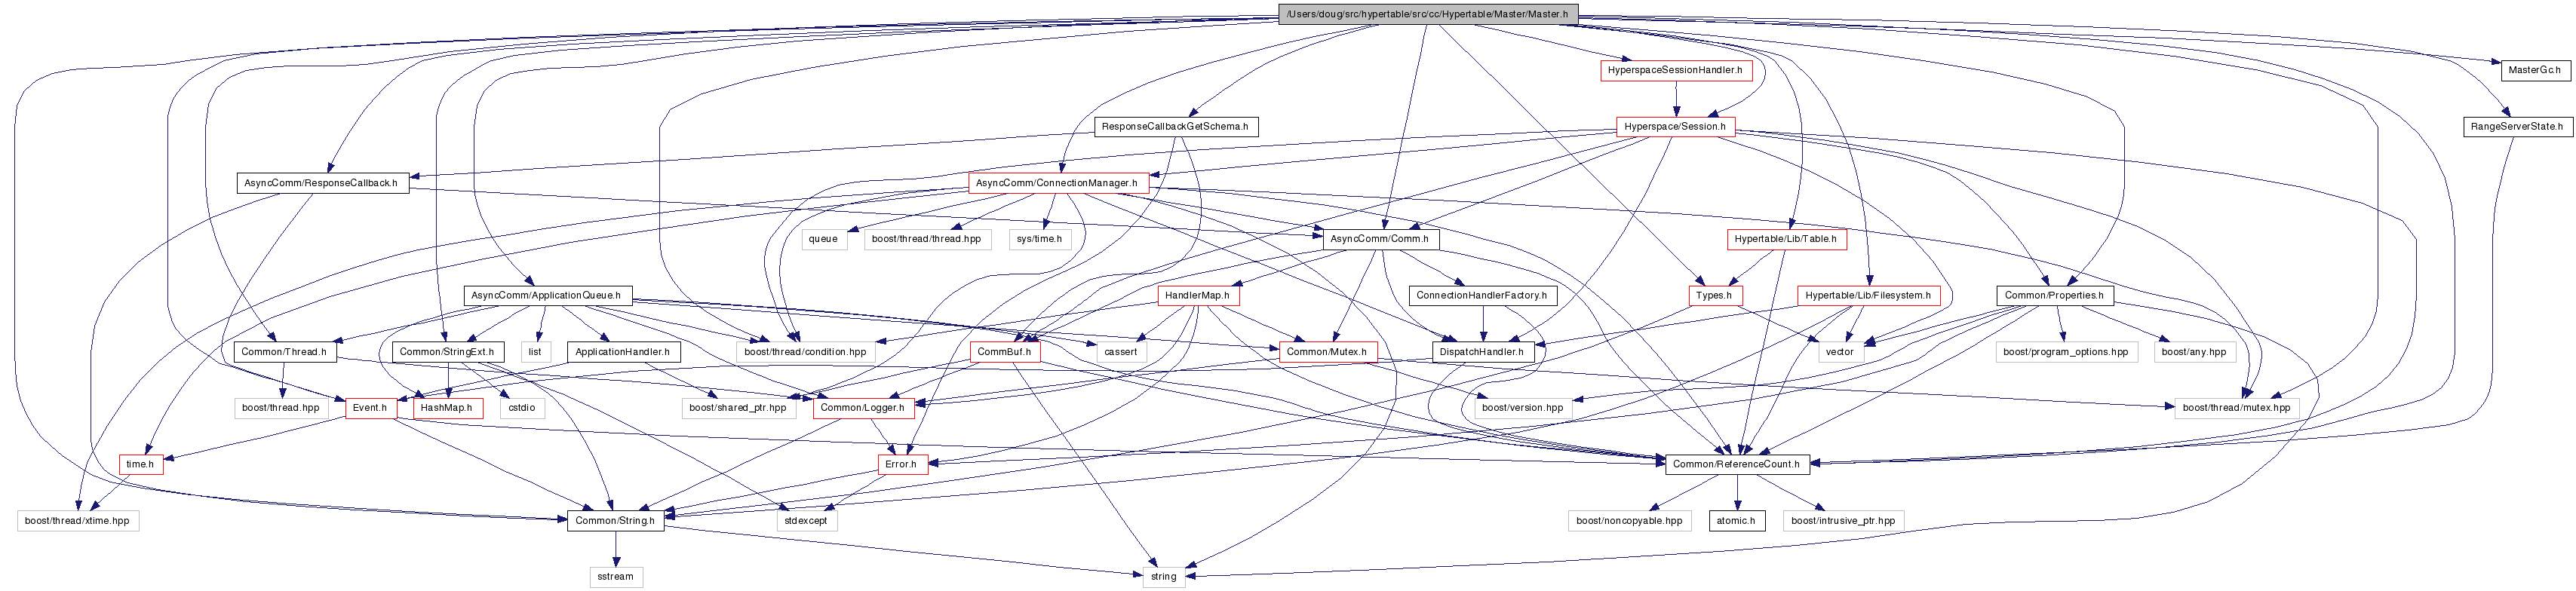 /Users/doug/src/hypertable/src/cc/Hypertable/Master/Master.h
HyperspaceSessionHandler.h
MasterGc.h
ResponseCallbackGetSchema.h
Hyperspace/Session.h
RangeServerState.h
AsyncComm/ResponseCallback.h
AsyncComm/ConnectionManager.h
queue
boost/thread/thread.hpp
sys/time.h
AsyncComm/Comm.h
Hypertable/Lib/Table.h
AsyncComm/ApplicationQueue.h
HandlerMap.h
ConnectionHandlerFactory.h
Types.h
Hypertable/Lib/Filesystem.h
Common/Properties.h
Common/Thread.h
Common/StringExt.h
list
ApplicationHandler.h
boost/thread/condition.hpp
CommBuf.h
cassert
Common/Mutex.h
DispatchHandler.h
vector
boost/program_options.hpp
boost/any.hpp
boost/thread.hpp
Event.h
HashMap.h
cstdio
boost/shared_ptr.hpp
Common/Logger.h
boost/version.hpp
boost/thread/mutex.hpp
time.h
Error.h
Common/ReferenceCount.h
boost/thread/xtime.hpp
Common/String.h
stdexcept
boost/noncopyable.hpp
atomic.h
boost/intrusive_ptr.hpp
sstream
string